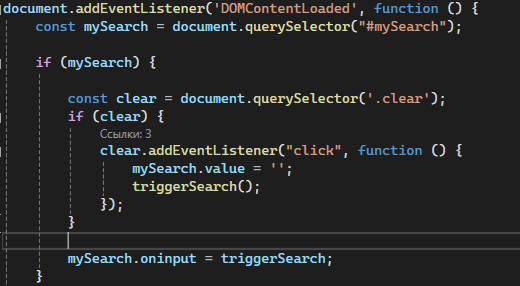 document.addEventListener('DOMContentLoaded', function () {
const mySearch = document.querySelector("#mySearch");
if (mySearch) {
const clear = document.querySelector('.clear');
if (clear) {
Ссылки: 3
clear.addEventListener("click", function () {
mySearch.value = '';
triggerSearch();
});
}
mySearch.oninput = triggerSearch;
}